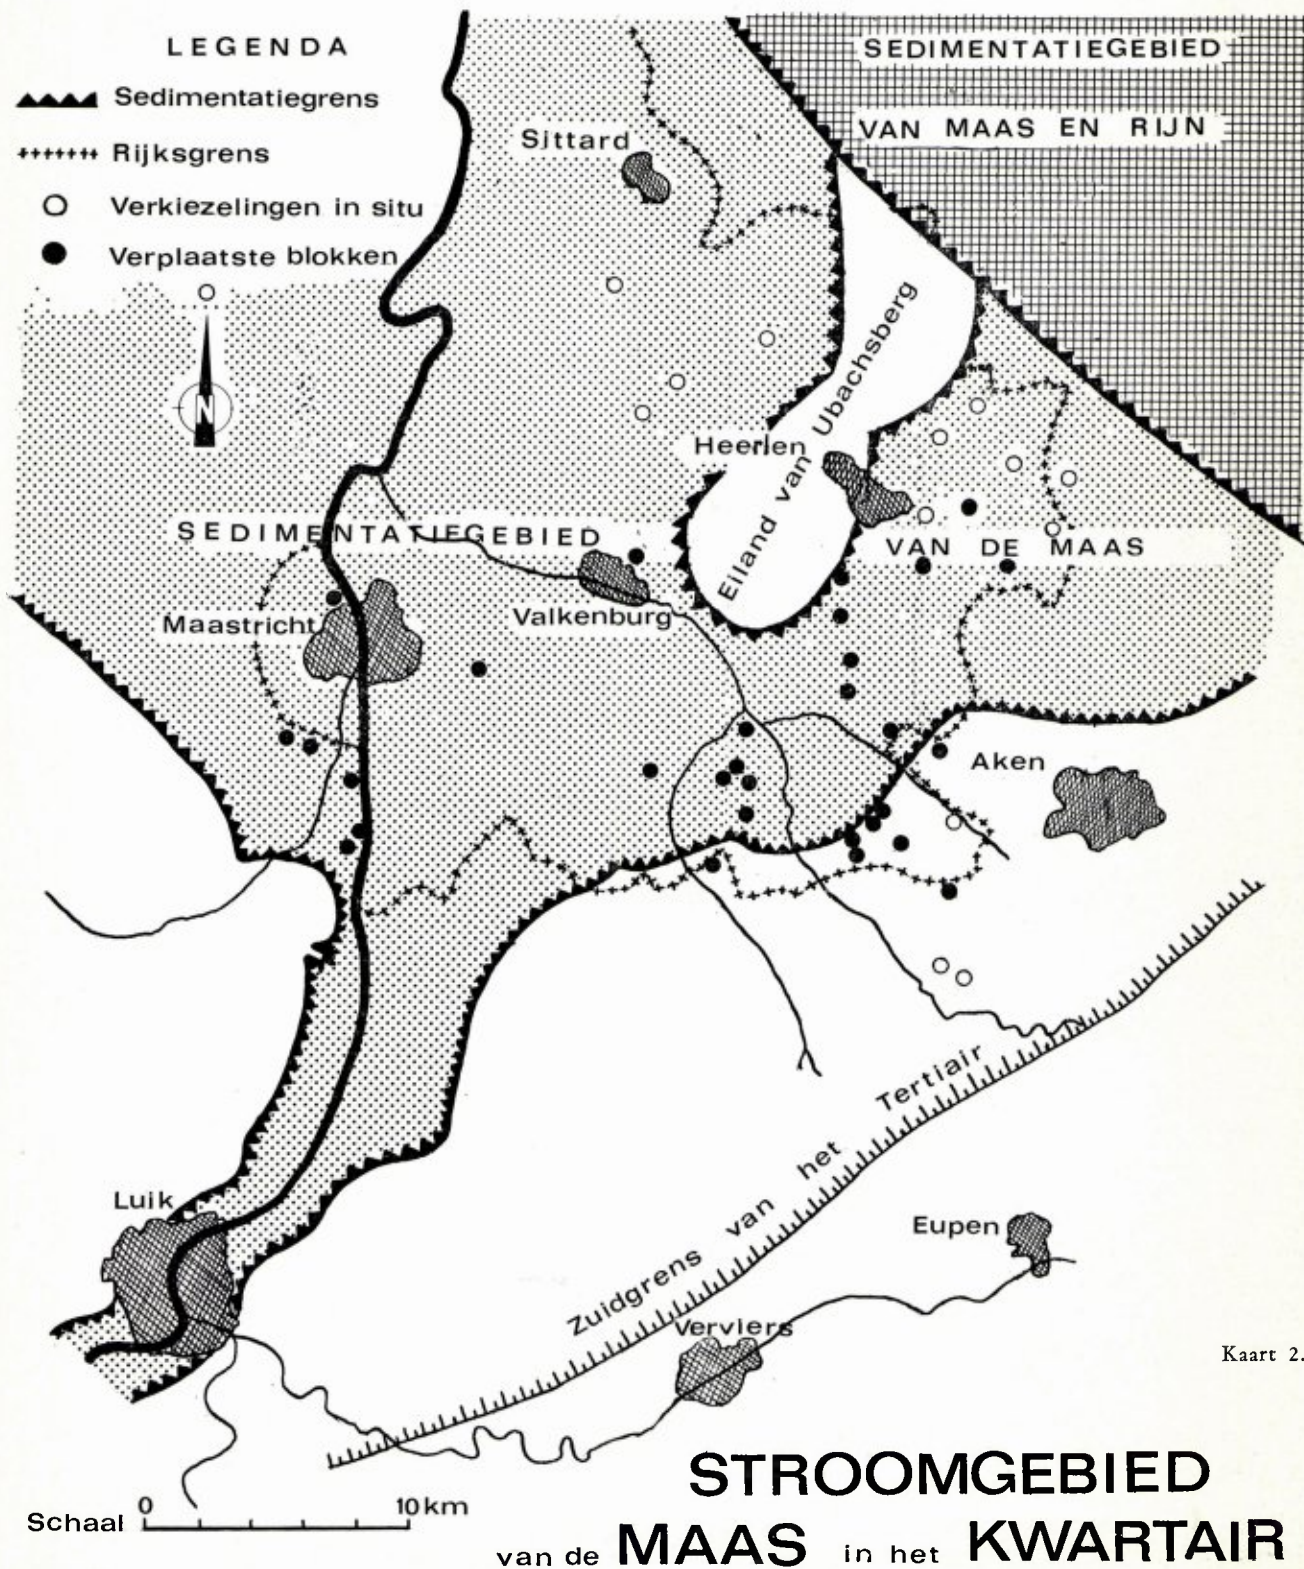 LEGENDA
Sedimentatiegrens
Rijksgrens
Verkiezelingen in situ
Verplaatste blokken
N
SEDIMENTATIEGEBIED
VAN MAAS EN RIJN
Sittard
Heerlen
Eiland van Ubachsberg
SEDIMENTATIEGEBIED
VAN DE MAAS
Maastricht
Valkenburg
Aken
Zuidgrens van het Tertiair
Luik
Eupen
Verviers
Kaart 2.
Schaal 0 10 km
STROOMGEBIED
van de MAAS in het KWARTAIR